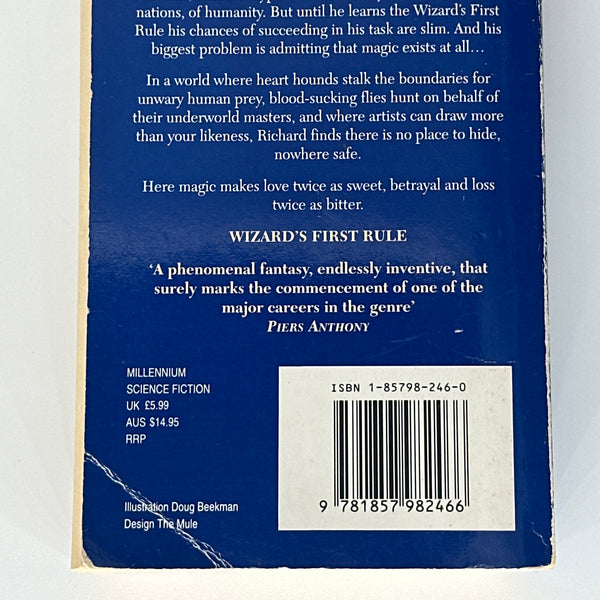 nations, of humanity. But until he learns the Wizard's First
Rule his chances of succeeding in his task are slim. And his
biggest problem is admitting that magic exists at all…
In a world where heart hounds stalk the boundaries for
unwary human prey, blood-sucking flies hunt on behalf of
their underworld masters, and where artists can draw more
than your likeness, Richard finds there is no place to hide,
nowhere safe.
Here magic makes love twice as sweet, betrayal and loss
twice as bitter.
WIZARD'S FIRST RULE
'A phenomenal fantasy, endlessly inventive, that
surely marks the commencement of one of the
major careers in the genre'
PIERS ANTHONY
MILLENNIUM
SCIENCE FICTION
UK £5.99
AUS $14.95
RRP
ISBN 1-85798-246-0
9 781857 982466
Illustration Doug Beekman
Design The Mule